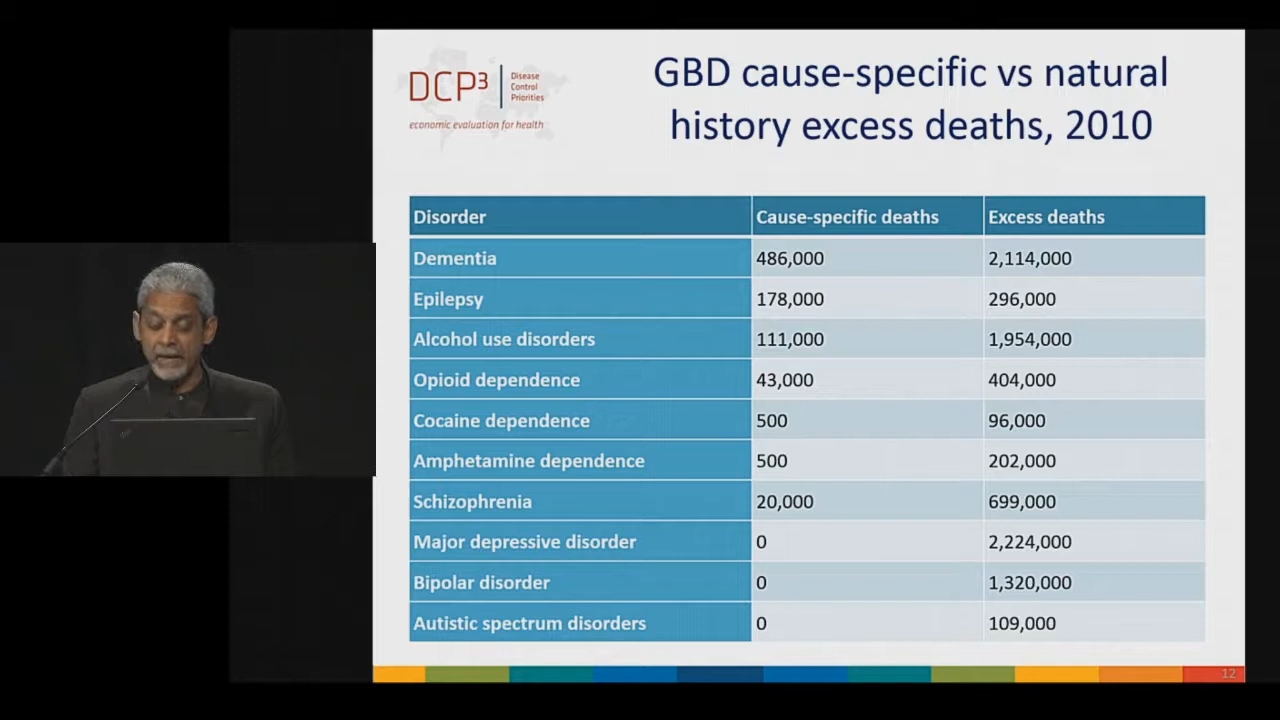 DCP3
Disease
Control
Priorities
economic evaluation for health
GBD cause-specific vs natural
history excess deaths, 2010
Disorder Cause-specific deaths Excess deaths
Dementia 486,000 2,114,000
Epilepsy 178,000 296,000
Alcohol use disorders 111,000 1,954,000
Opioid dependence 43,000 404,000
Cocaine dependence 500 96,000
Amphetamine dependence 500 202,000
Schizophrenia 20,000 699,000
Major depressive disorder 0 2,224,000
Bipolar disorder 0 1,320,000
Autistic spectrum disorders 0 109,000
12